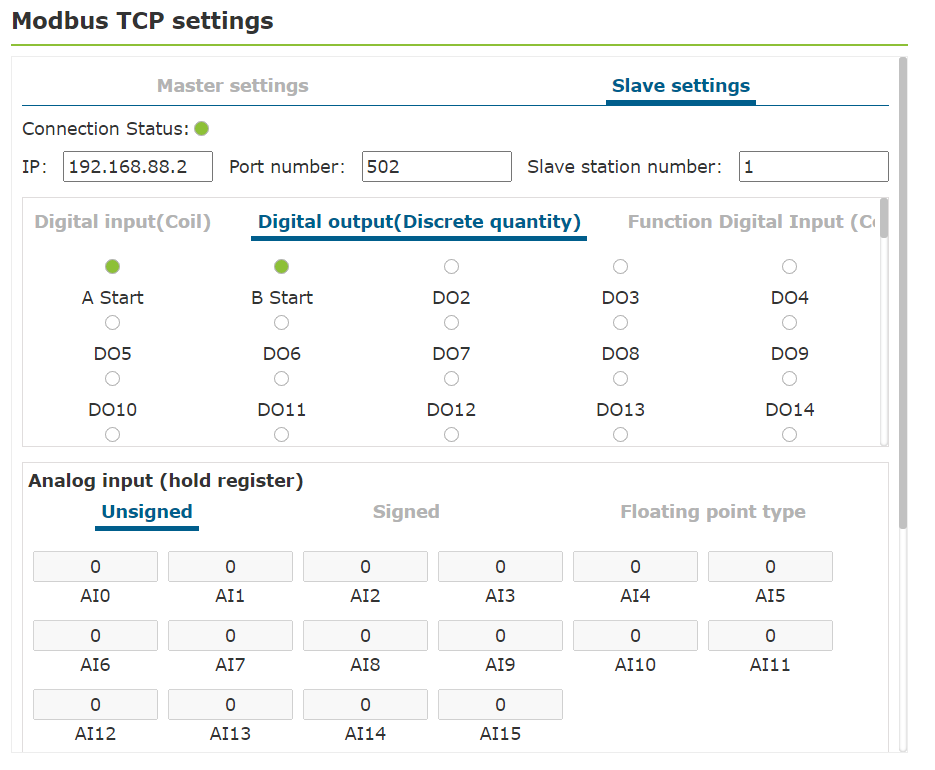 Modbus TCP settings
Master settings Slave settings
Connection Status:
IP: 192.168.88.2 Port number: 502 Slave station number: 1
Digital input(Coil) Digital output(Discrete quantity) Function Digital Input (Co
A Start B Start DO2 DO3 DO4
DO5 DO6 DO7 DO8 DO9
DO10 DO11 DO12 DO13 DO14
Analog input (hold register)
Unsigned Signed Floating point type
0 0 0 0 0 0
AI0 AI1 AI2 AI3 AI4 AI5
0 0 0 0 0 0
AI6 AI7 AI8 AI9 AI10 AI11
0 0 0 0
AI12 AI13 AI14 AI15